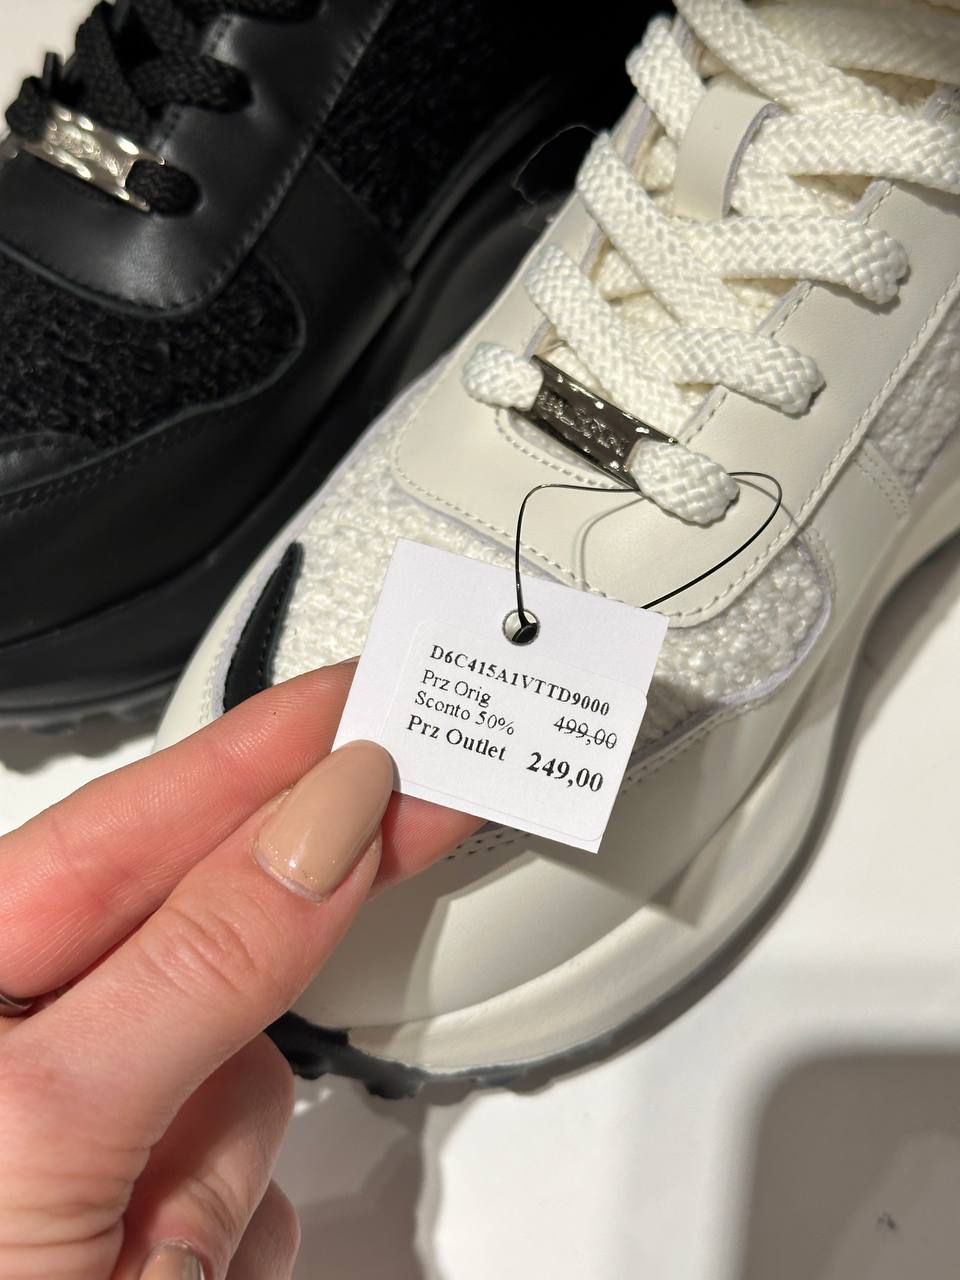 D6C415A1VTTD9000
Prz Orig 499,00
Sconto 50%
Prz Outlet 249,00